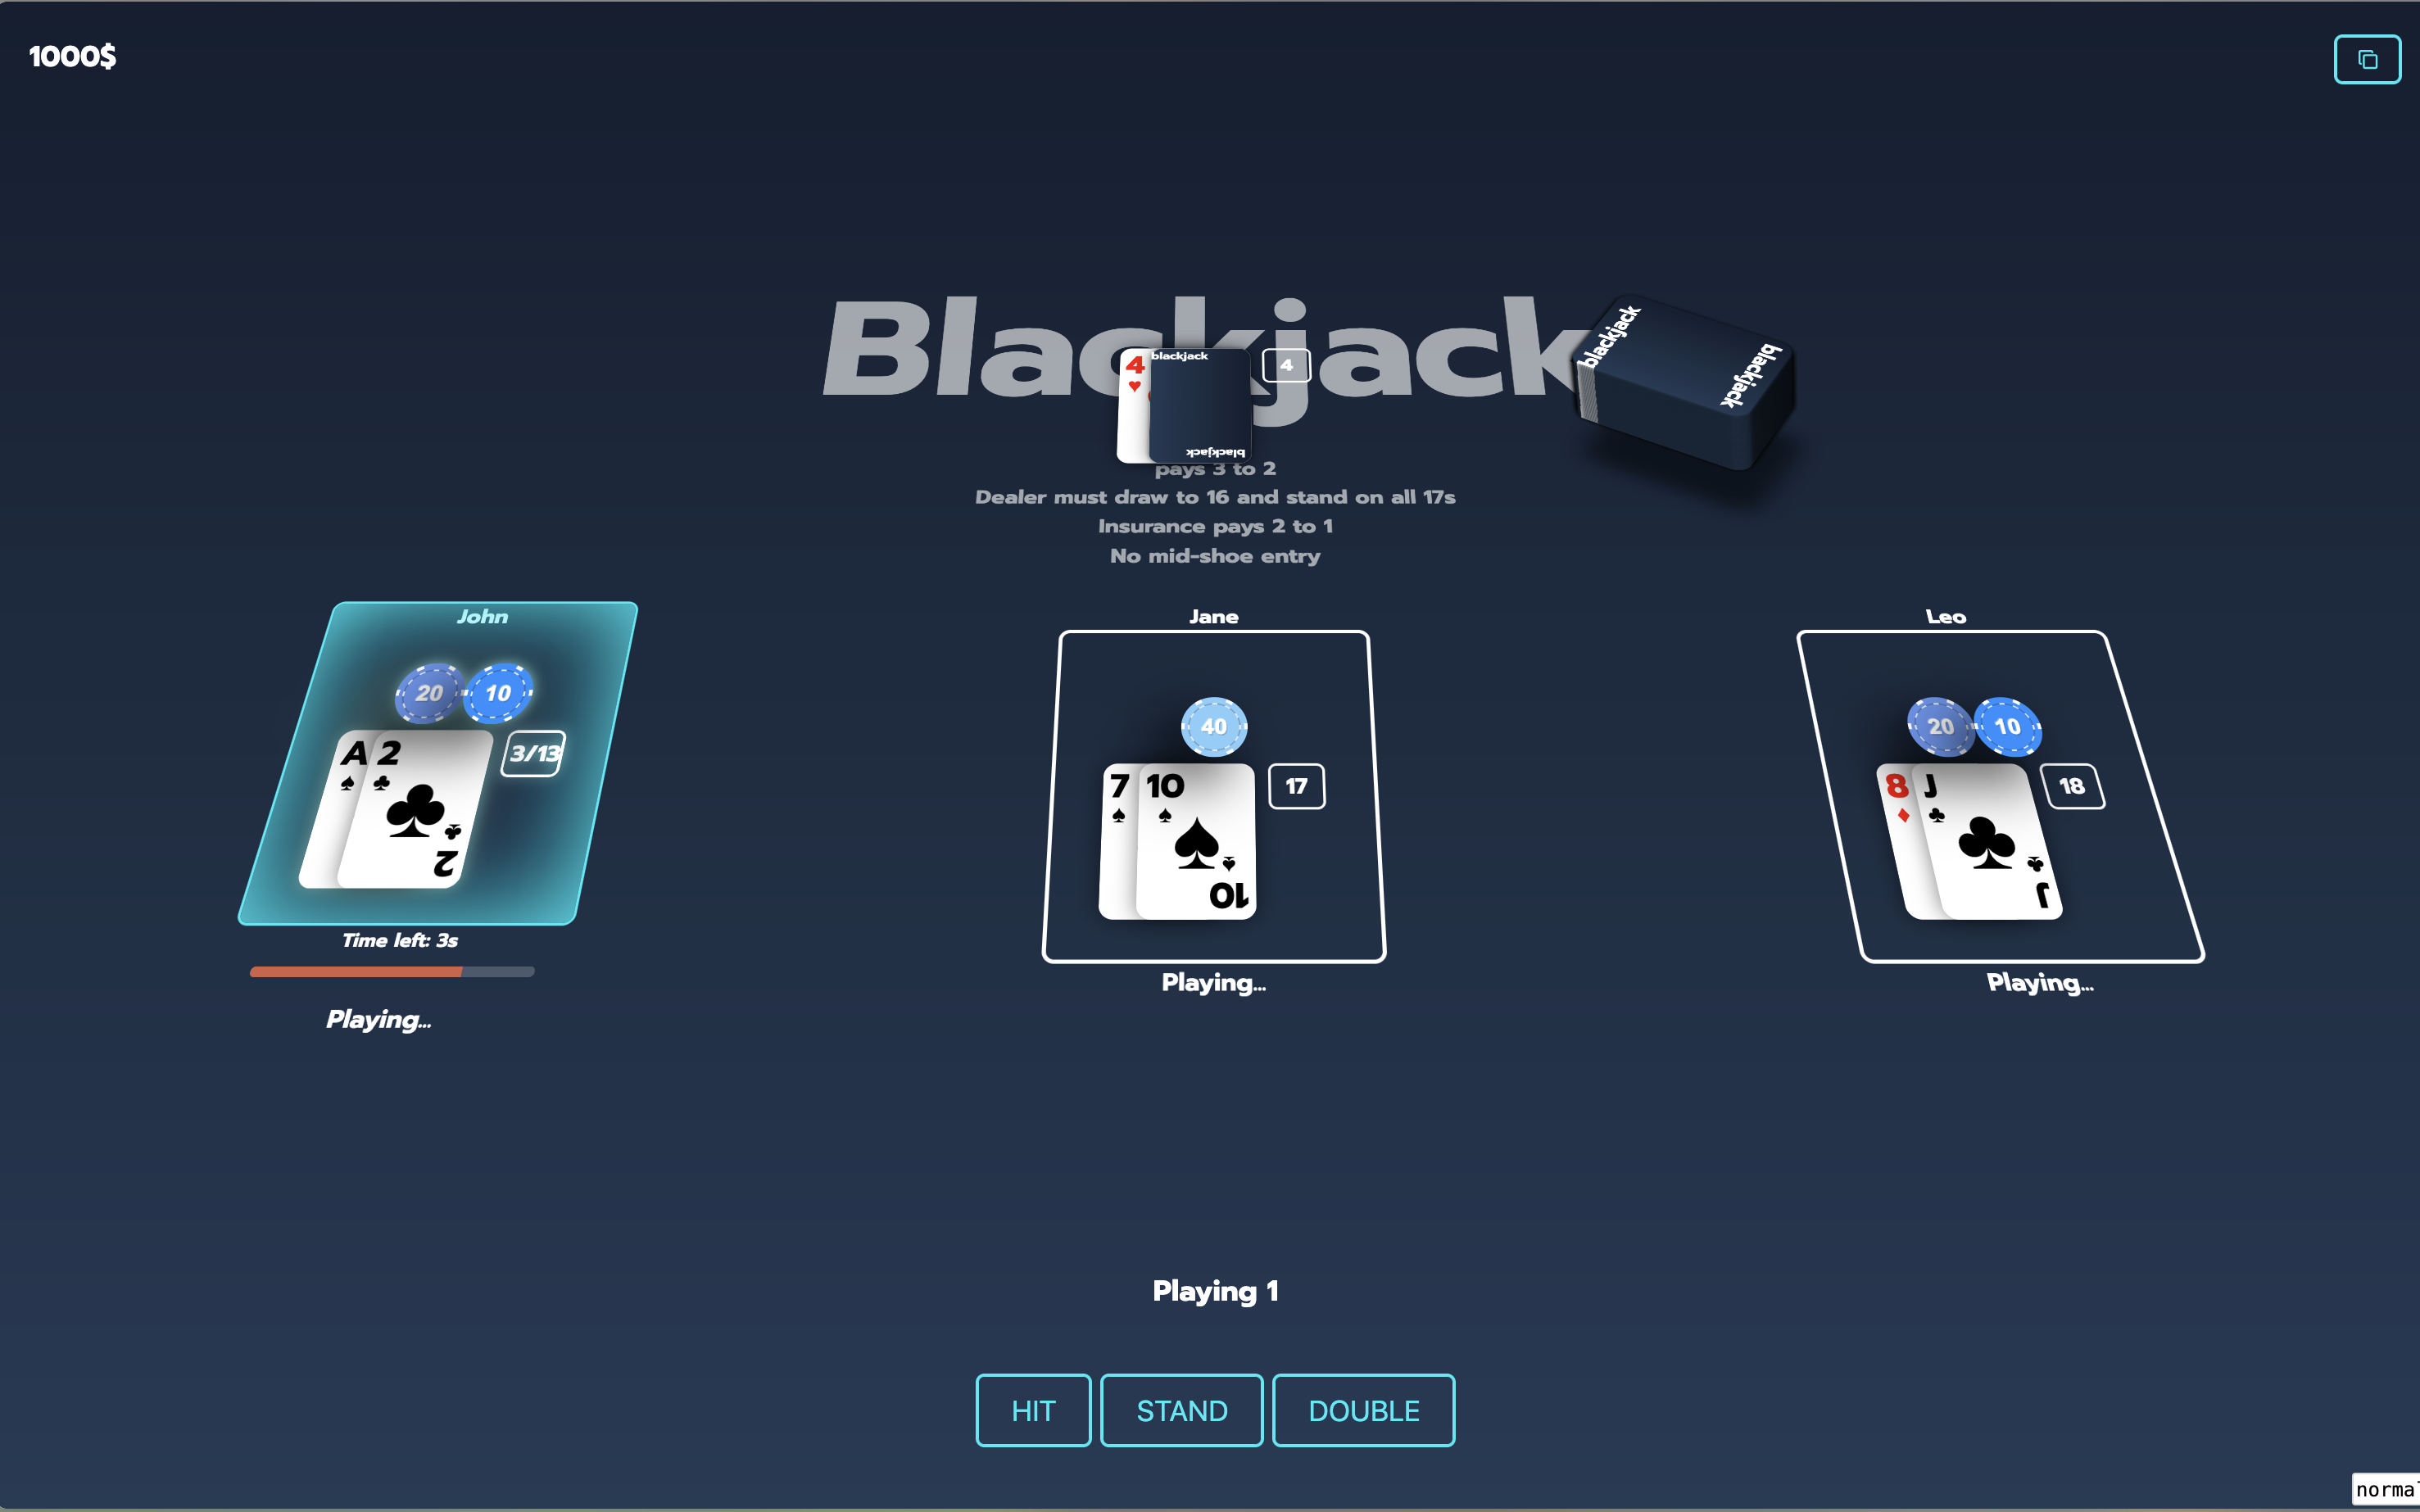 1000$
Blackjack
4
blackjack
blackjack
4
blackjack
blackjack
pays 3 to 2
Dealer must draw to 16 and stand on all 17s
Insurance pays 2 to 1
No mid-shoe entry
John
20
10
A
2
3/13
2
Time left: 3s
Playing...
Jane
40
7
10
17
10
Playing...
Leo
20
10
8
J
18
J
Playing...
Playing 1
HIT
STAND
DOUBLE